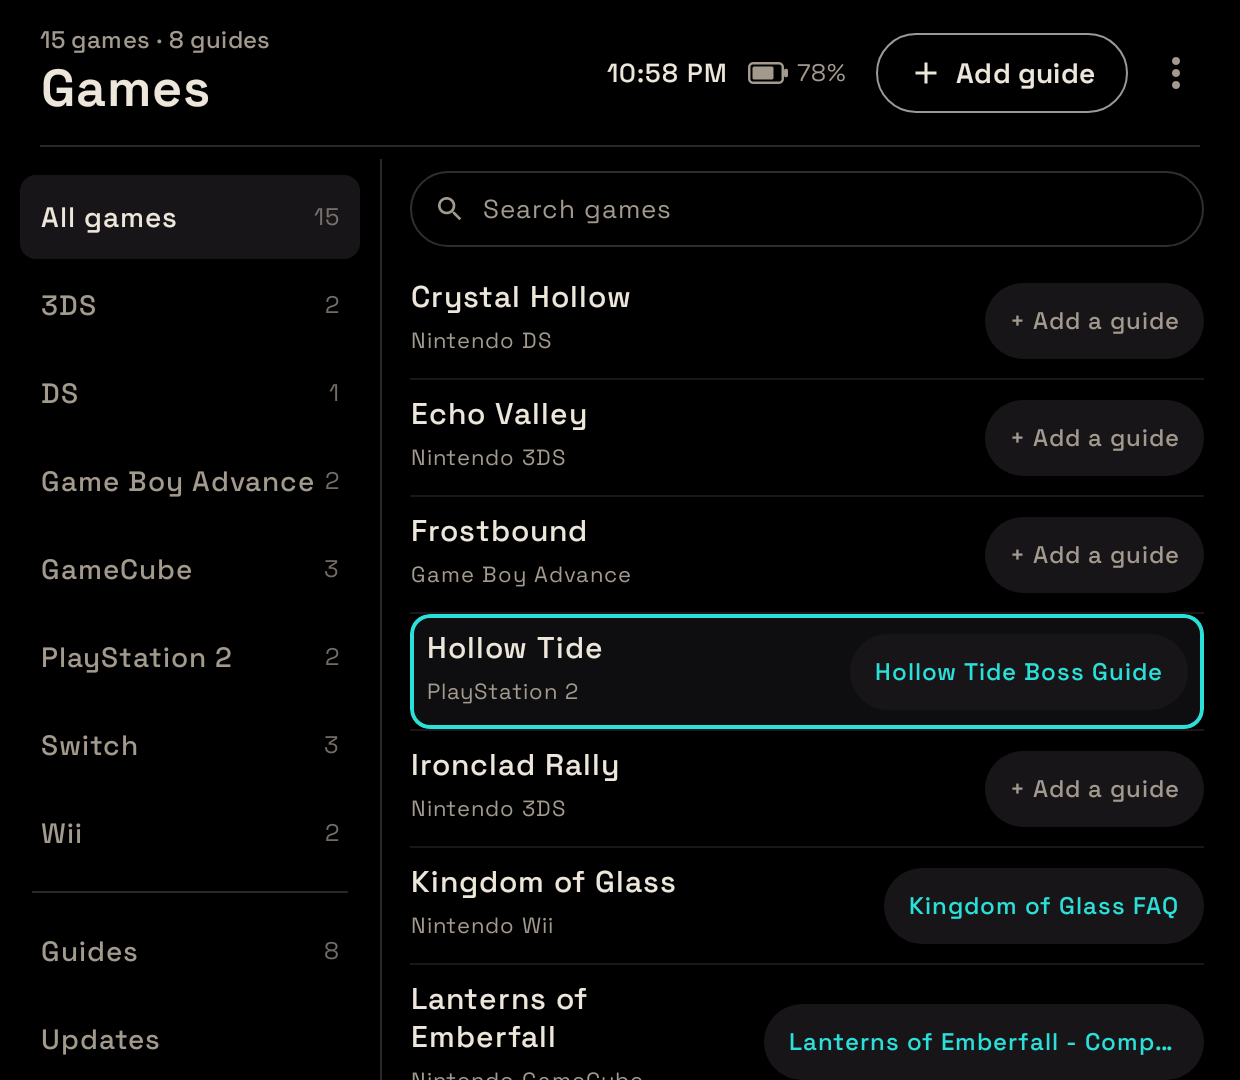 15 games · 8 guides
Games
10:58 PM 78% + Add guide
All games 15
3DS 2
DS 1
Game Boy Advance 2
GameCube 3
PlayStation 2 2
Switch 3
Wii 2
Guides 8
Updates
Search games
Crystal Hollow
Nintendo DS
+ Add a guide
Echo Valley
Nintendo 3DS
+ Add a guide
Frostbound
Game Boy Advance
+ Add a guide
Hollow Tide
PlayStation 2
Hollow Tide Boss Guide
Ironclad Rally
Nintendo 3DS
+ Add a guide
Kingdom of Glass
Nintendo Wii
Kingdom of Glass FAQ
Lanterns of
Emberfall
Nintendo GameCube
Lanterns of Emberfall - Comp…